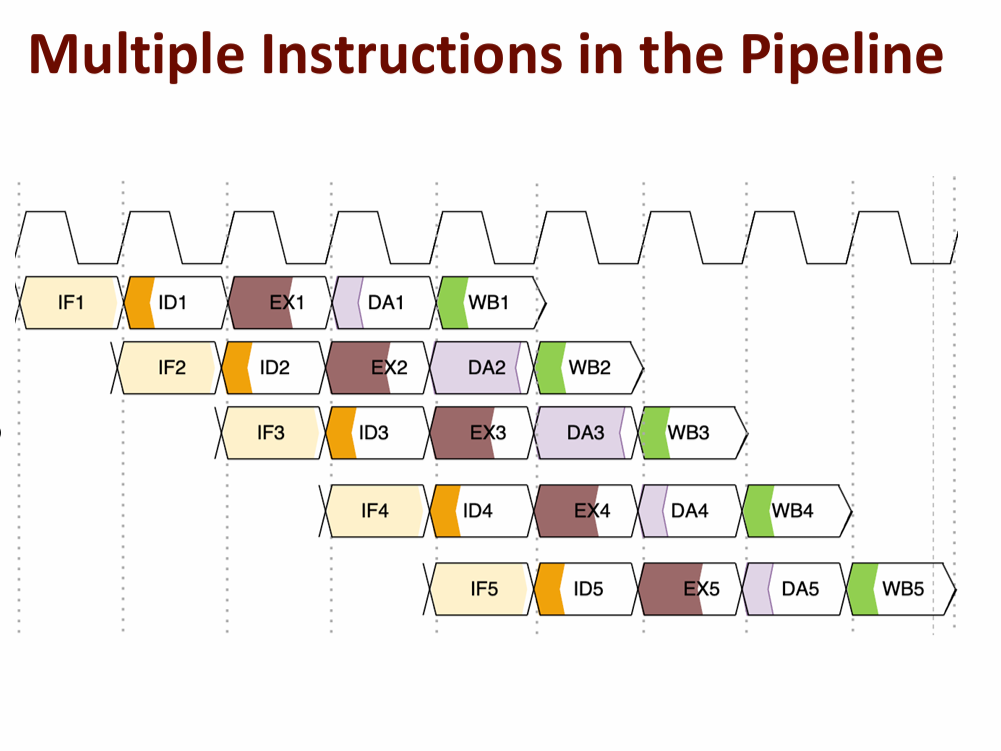 Multiple Instructions in the Pipeline
IF1 ID1 EX1 DA1 WB1
IF2 ID2 EX2 DA2 WB2
IF3 ID3 EX3 DA3 WB3
IF4 ID4 EX4 DA4 WB4
IF5 ID5 EX5 DA5 WB5